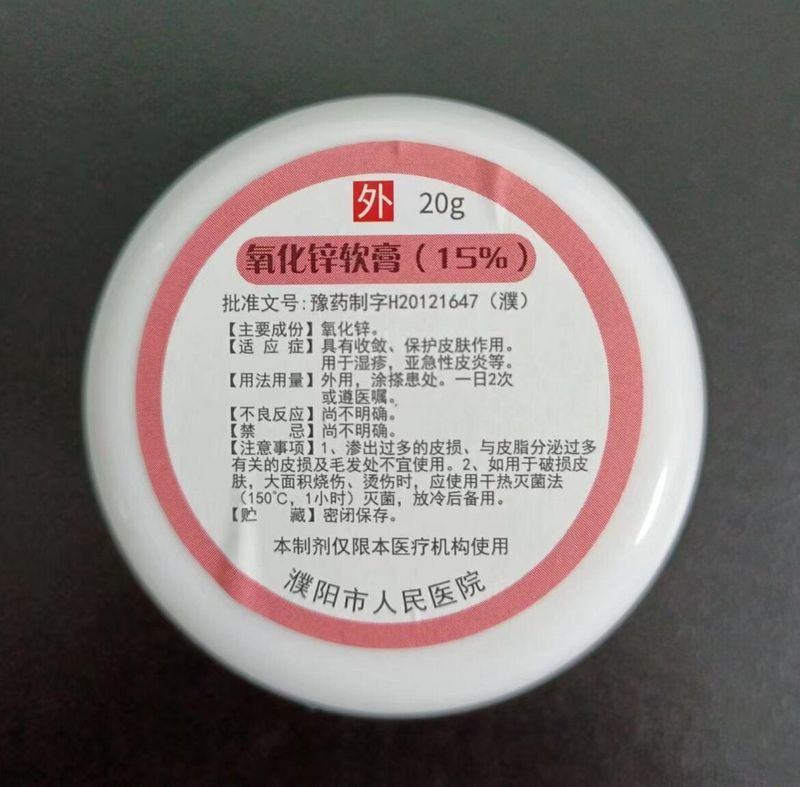 外 20g
氧化锌软膏（15%）
批准文号:豫药制字H20121647（濮）
【主要成份】氧化锌。
【适 应 症】具有收敛、保护皮肤作用。
用于湿疹，亚急性皮炎等。
【用法用量】外用，涂搽患处。一日2次
或遵医嘱。
【不良反应】尚不明确。
【禁　　忌】尚不明确。
【注意事项】1、渗出过多的皮损、与皮脂分泌过多
有关的皮损及毛发处不宜使用。2、如用于破损皮
肤，大面积烧伤、烫伤时，应使用干热灭菌法
（150℃，1小时）灭菌，放冷后备用。
【贮　　藏】密闭保存。
本制剂仅限本医疗机构使用
濮阳市人民医院